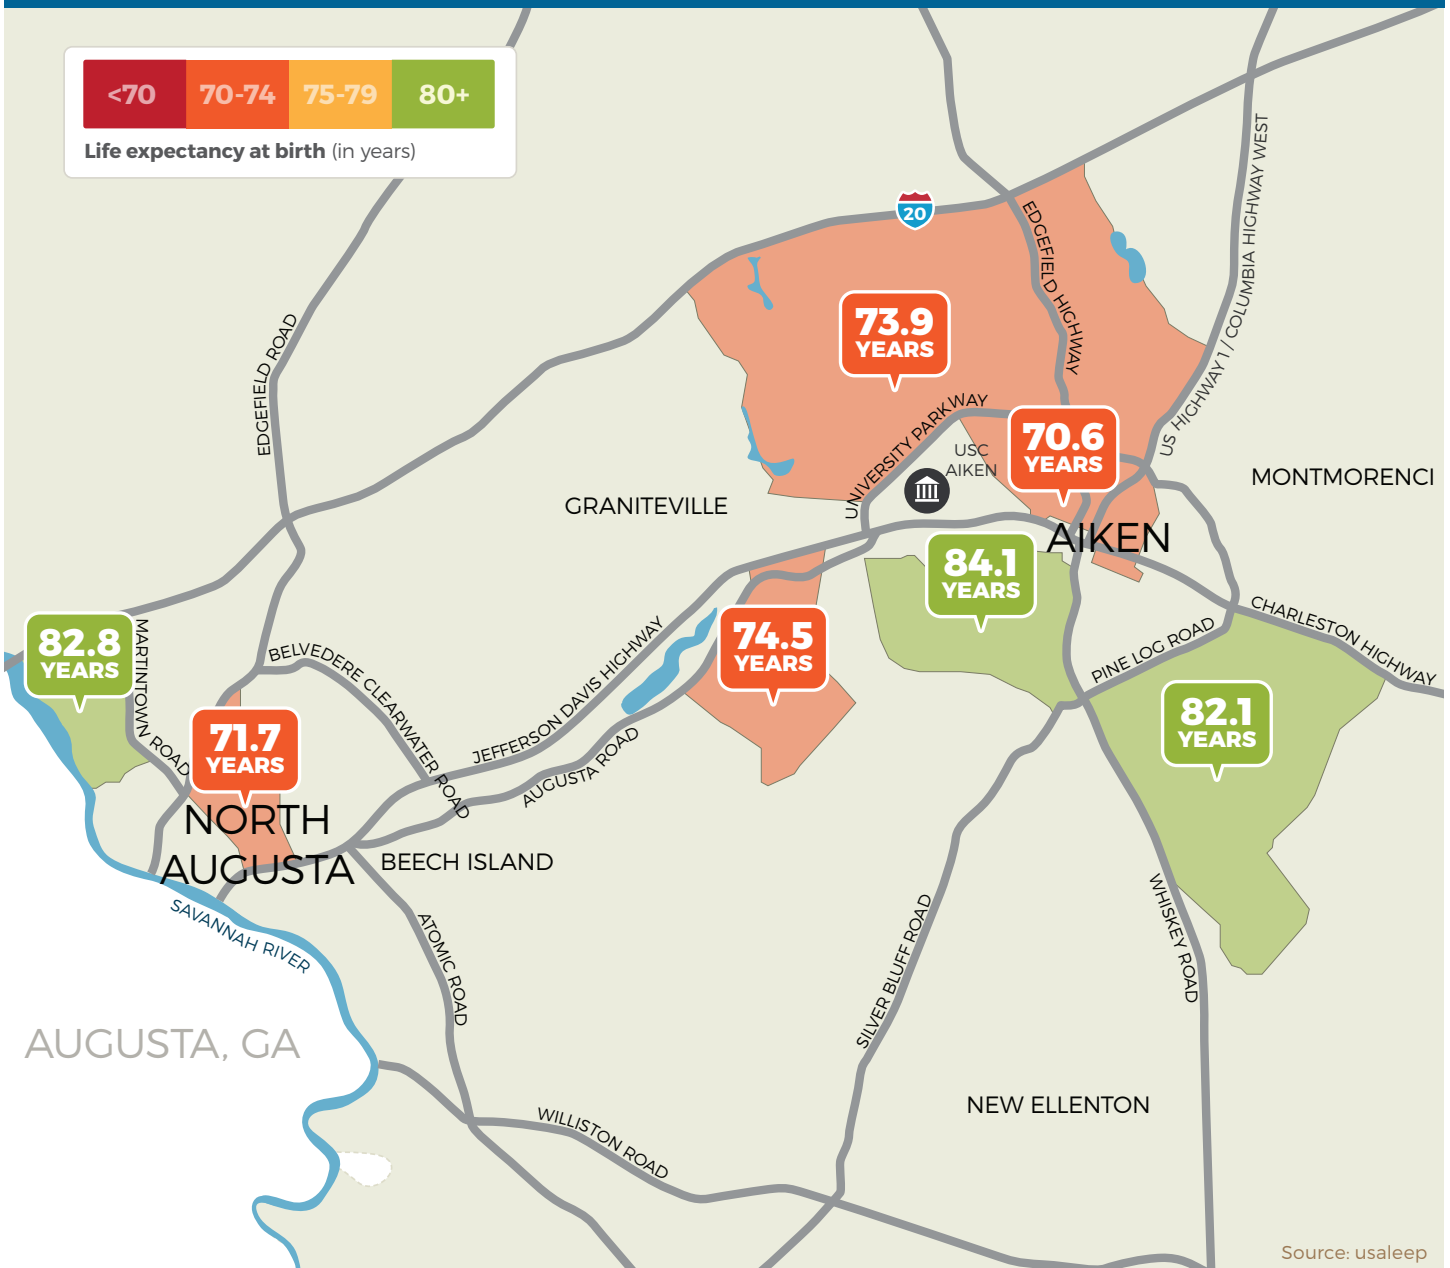 <70 70-74 75-79 80+
Life expectancy at birth (in years)
20
EDGEFIELD HIGHWAY
US HIGHWAY 1 / COLUMBIA HIGHWAY WEST
EDGEFIELD ROAD
73.9
YEARS
UNIVERSITY PARKWAY
70.6
YEARS
USC
AIKEN
MONTMORENCI
GRANITEVILLE
AIKEN
84.1
YEARS
82.8
YEARS
MARTINTOWN ROAD
BELVEDERE CLEARWATER ROAD
JEFFERSON DAVIS HIGHWAY
74.5
YEARS
PINE LOG ROAD
CHARLESTON HIGHWAY
71.7
YEARS
82.1
YEARS
AUGUSTA ROAD
NORTH
AUGUSTA
BEECH ISLAND
SAVANNAH RIVER
ATOMIC ROAD
SILVER BLUFF ROAD
WHISKEY ROAD
AUGUSTA, GA
NEW ELLENTON
WILLISTON ROAD
Source: usaleep